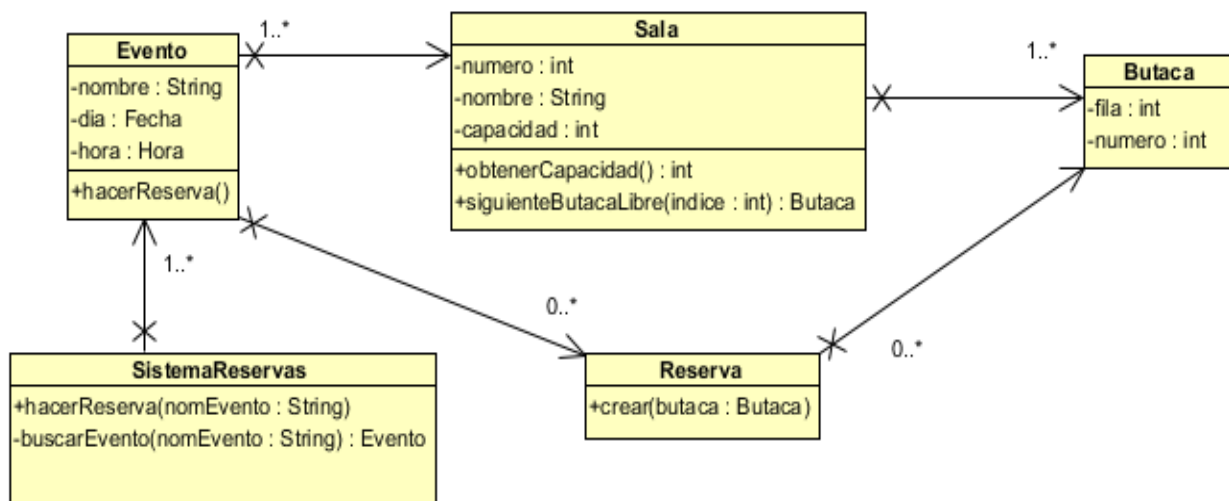 Evento
-nombre : String
-dia : Fecha
-hora : Hora
+hacerReserva()
1..*
Sala
-numero : int
-nombre : String
-capacidad : int
+obtenerCapacidad() : int
+siguienteButacaLibre(indice : int) : Butaca
1..*
Butaca
-fila : int
-numero : int
1..*
0..*
0..*
SistemaReservas
+hacerReserva(nomEvento : String)
-buscarEvento(nomEvento : String) : Evento
Reserva
+crear(butaca : Butaca)